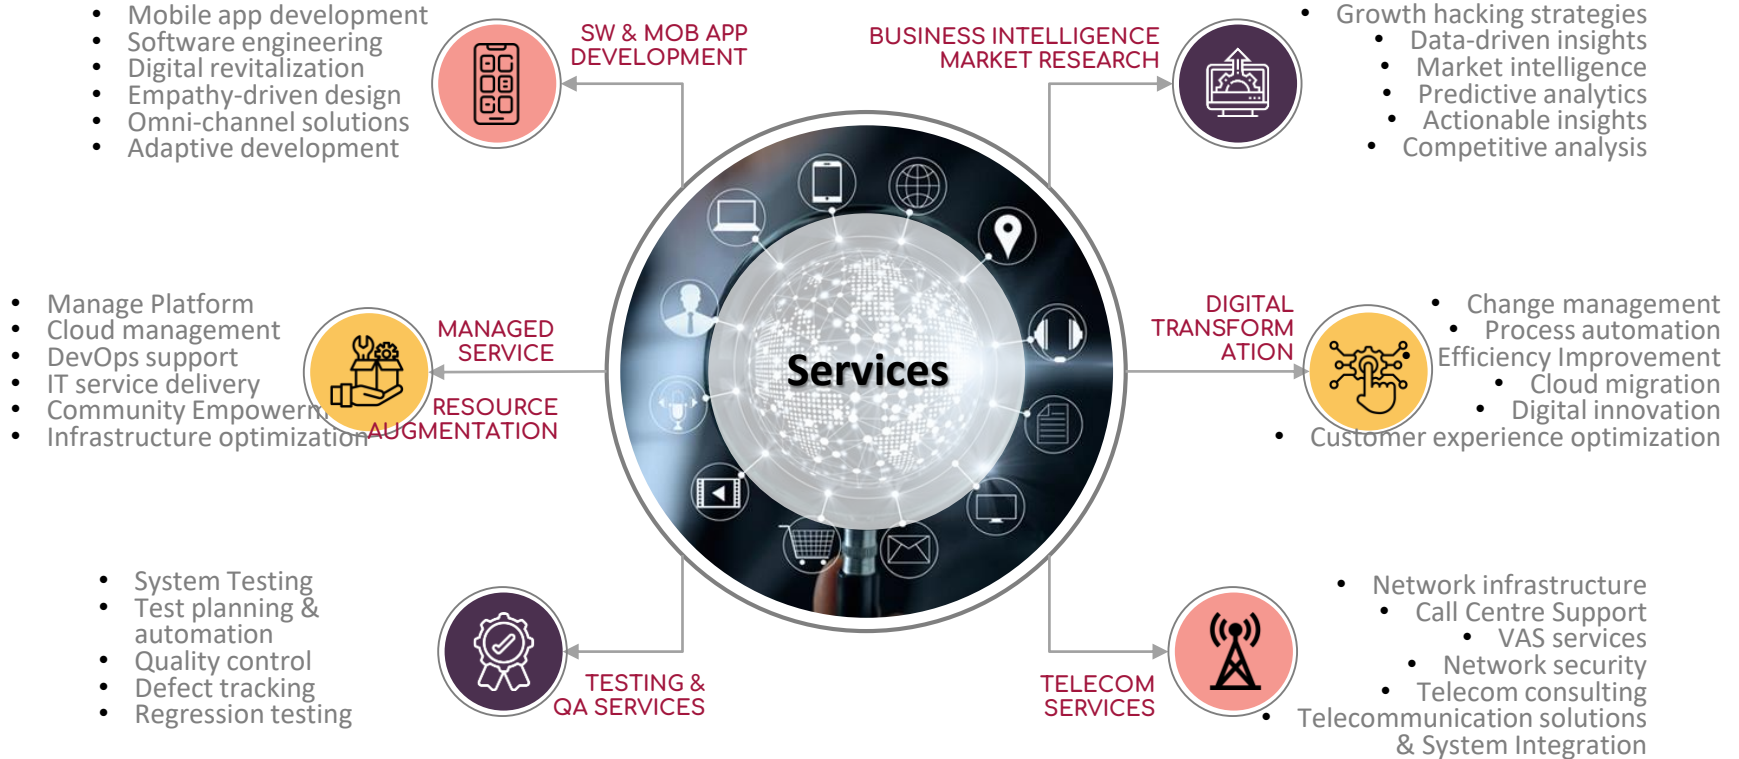 • Mobile app development
• Software engineering
• Digital revitalization
• Empathy-driven design
• Omni-channel solutions
• Adaptive development
SW & MOB APP
DEVELOPMENT
BUSINESS INTELLIGENCE
MARKET RESEARCH
• Growth hacking strategies
• Data-driven insights
• Market intelligence
• Predictive analytics
• Actionable insights
• Competitive analysis
• Manage Platform
• Cloud management
• DevOps support
• IT service delivery
• Community Empowerm
• Infrastructure optimization
MANAGED
SERVICE
RESOURCE
AUGMENTATION
Services
DIGITAL
TRANSFORM
ATION
• Change management
• Process automation
• Efficiency Improvement
• Cloud migration
• Digital innovation
• Customer experience optimization
• System Testing
• Test planning &
automation
• Quality control
• Defect tracking
• Regression testing
TESTING &
QA SERVICES
TELECOM
SERVICES
• Network infrastructure
• Call Centre Support
• VAS services
• Network security
• Telecom consulting
• Telecommunication solutions
& System Integration